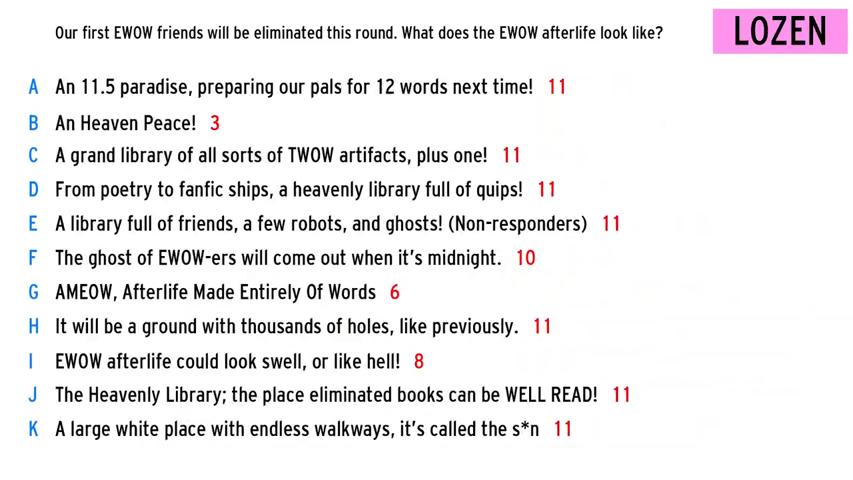 Our first EWOW friends will be eliminated this round. What does the EWOW afterlife look like?
LOZEN
A An 11.5 paradise, preparing our pals for 12 words next time! 11
B An Heaven Peace! 3
C A grand library of all sorts of TWOW artifacts, plus one! 11
D From poetry to fanfic ships, a heavenly library full of quips! 11
E A library full of friends, a few robots, and ghosts! (Non-responders) 11
F The ghost of EWOW-ers will come out when it's midnight. 10
G AMEOW, Afterlife Made Entirely Of Words 6
H It will be a ground with thousands of holes, like previously. 11
I EWOW afterlife could look swell, or like hell! 8
J The Heavenly Library; the place eliminated books can be WELL READ! 11
K A large white place with endless walkways, it's called the s*n 11